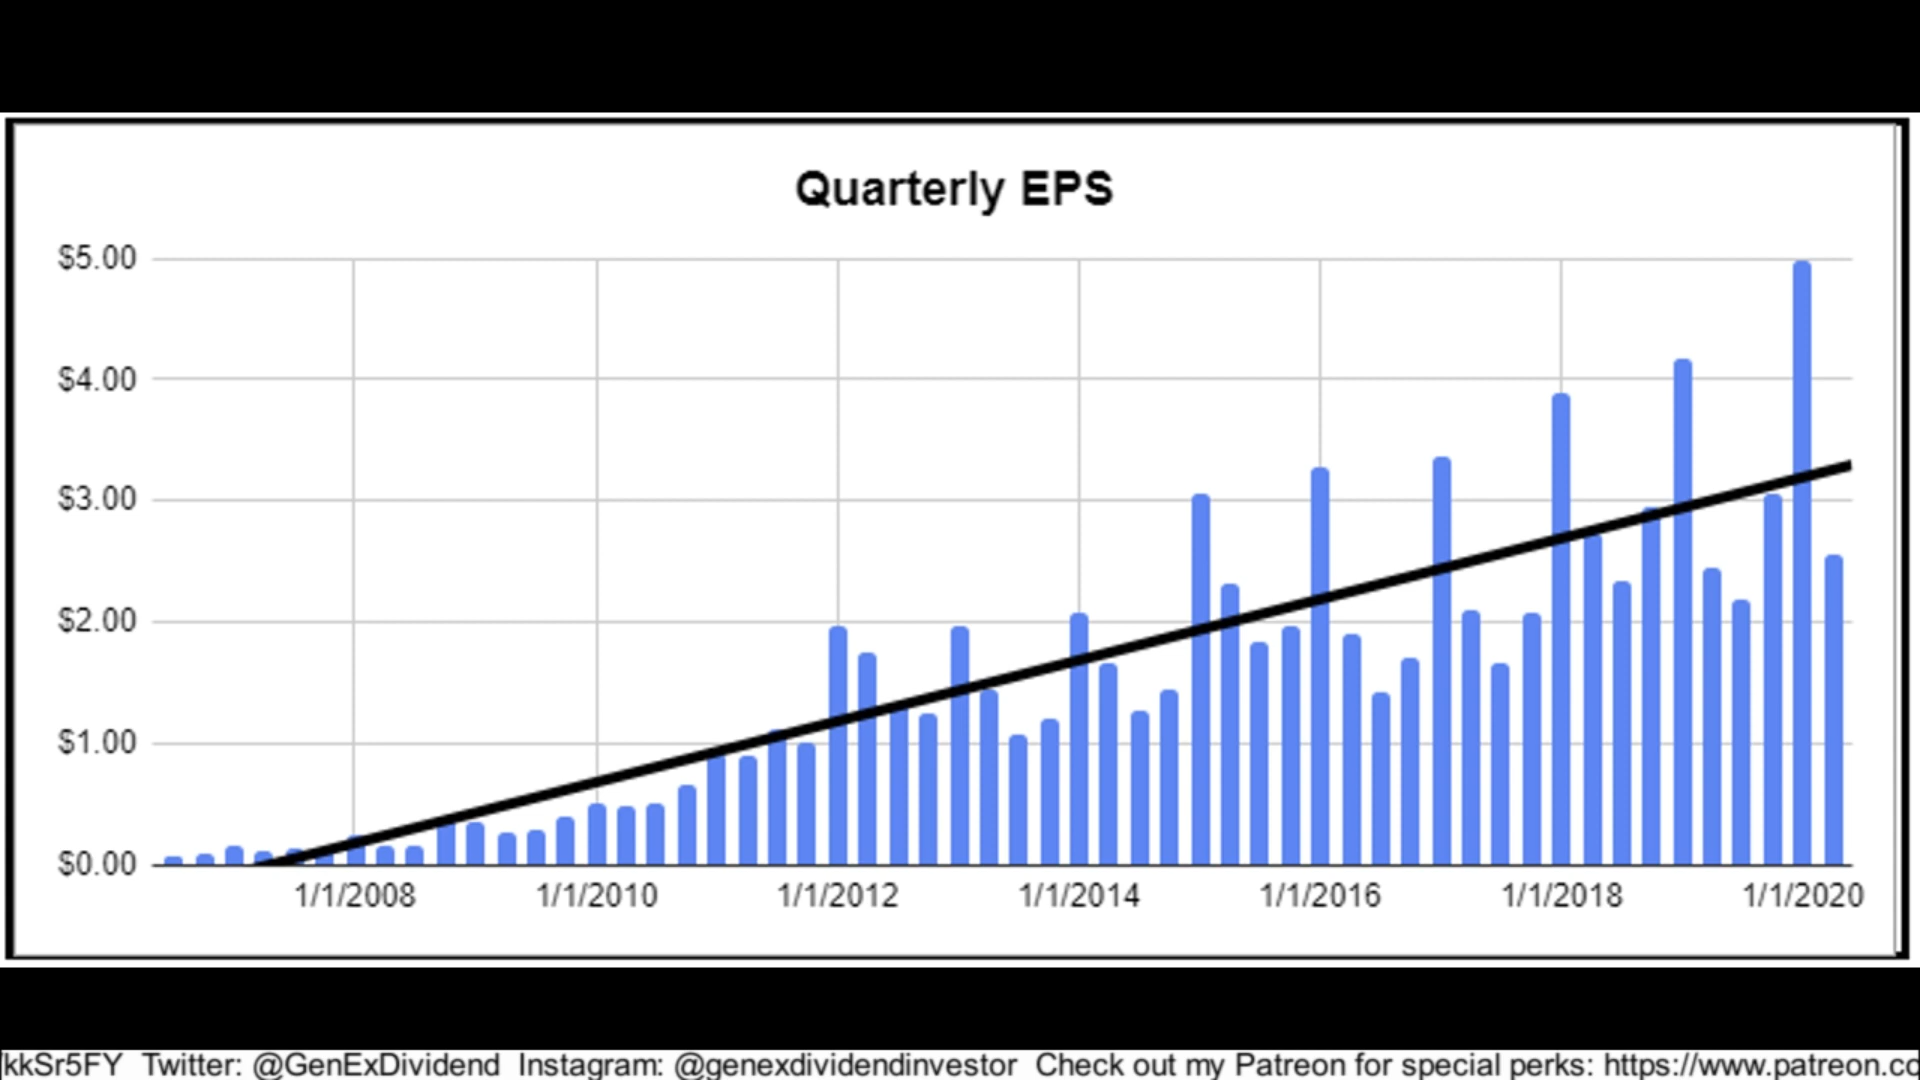 Quarterly EPS
$5.00
$4.00
$3.00
$2.00
$1.00
$0.00
1/1/2008 1/1/2010 1/1/2012 1/1/2014 1/1/2016 1/1/2018 1/1/2020
kkSr5FY Twitter: @GenExDividend Instagram: @genexdividendinvestor Check out my Patreon for special perks: https://www.patreon.co